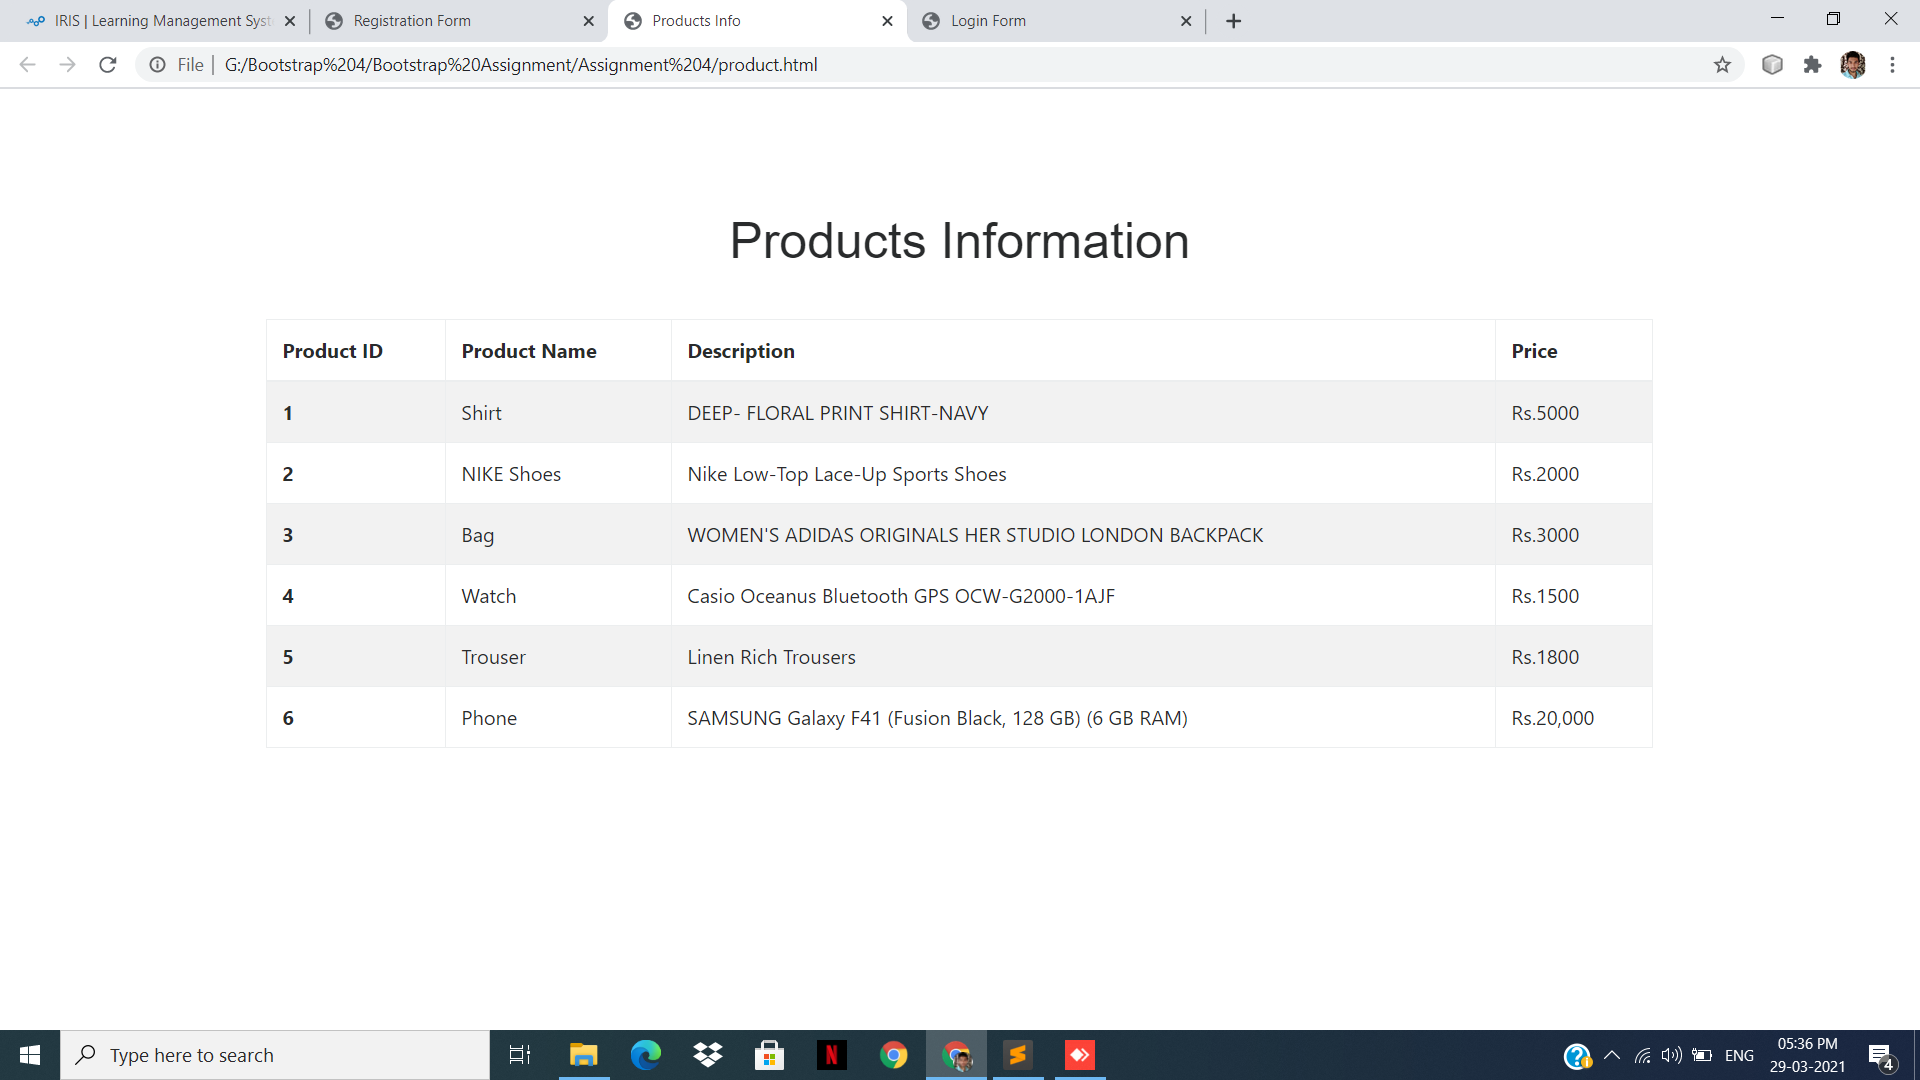 IRIS | Learning Management Syst
Registration Form
Products Info
Login Form
File | G:/Bootstrap%204/Bootstrap%20Assignment/Assignment%204/product.html
Products Information
Product ID Product Name Description Price
1 Shirt DEEP- FLORAL PRINT SHIRT-NAVY Rs.5000
2 NIKE Shoes Nike Low-Top Lace-Up Sports Shoes Rs.2000
3 Bag WOMEN'S ADIDAS ORIGINALS HER STUDIO LONDON BACKPACK Rs.3000
4 Watch Casio Oceanus Bluetooth GPS OCW-G2000-1AJF Rs.1500
5 Trouser Linen Rich Trousers Rs.1800
6 Phone SAMSUNG Galaxy F41 (Fusion Black, 128 GB) (6 GB RAM) Rs.20,000
Type here to search
N
ENG
05:36 PM
29-03-2021
4